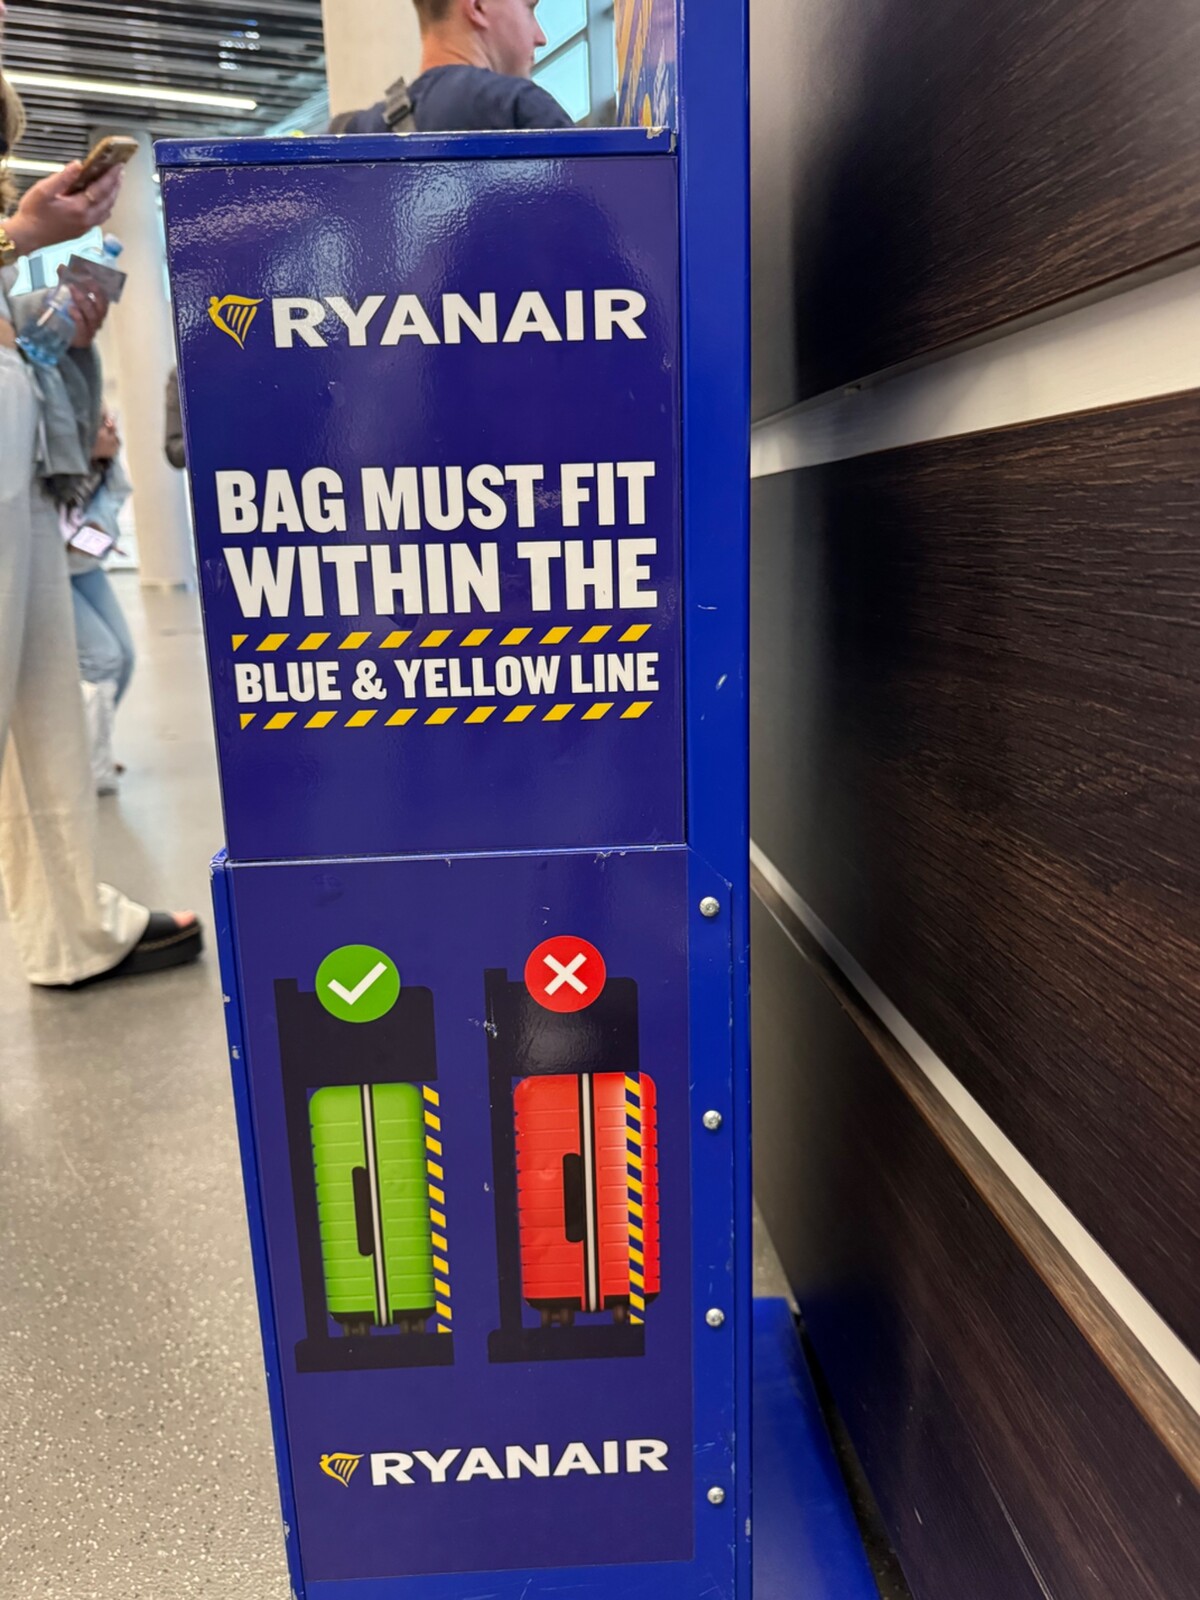 RYANAIR
BAG MUST FIT
WITHIN THE
BLUE & YELLOW LINE
RYANAIR